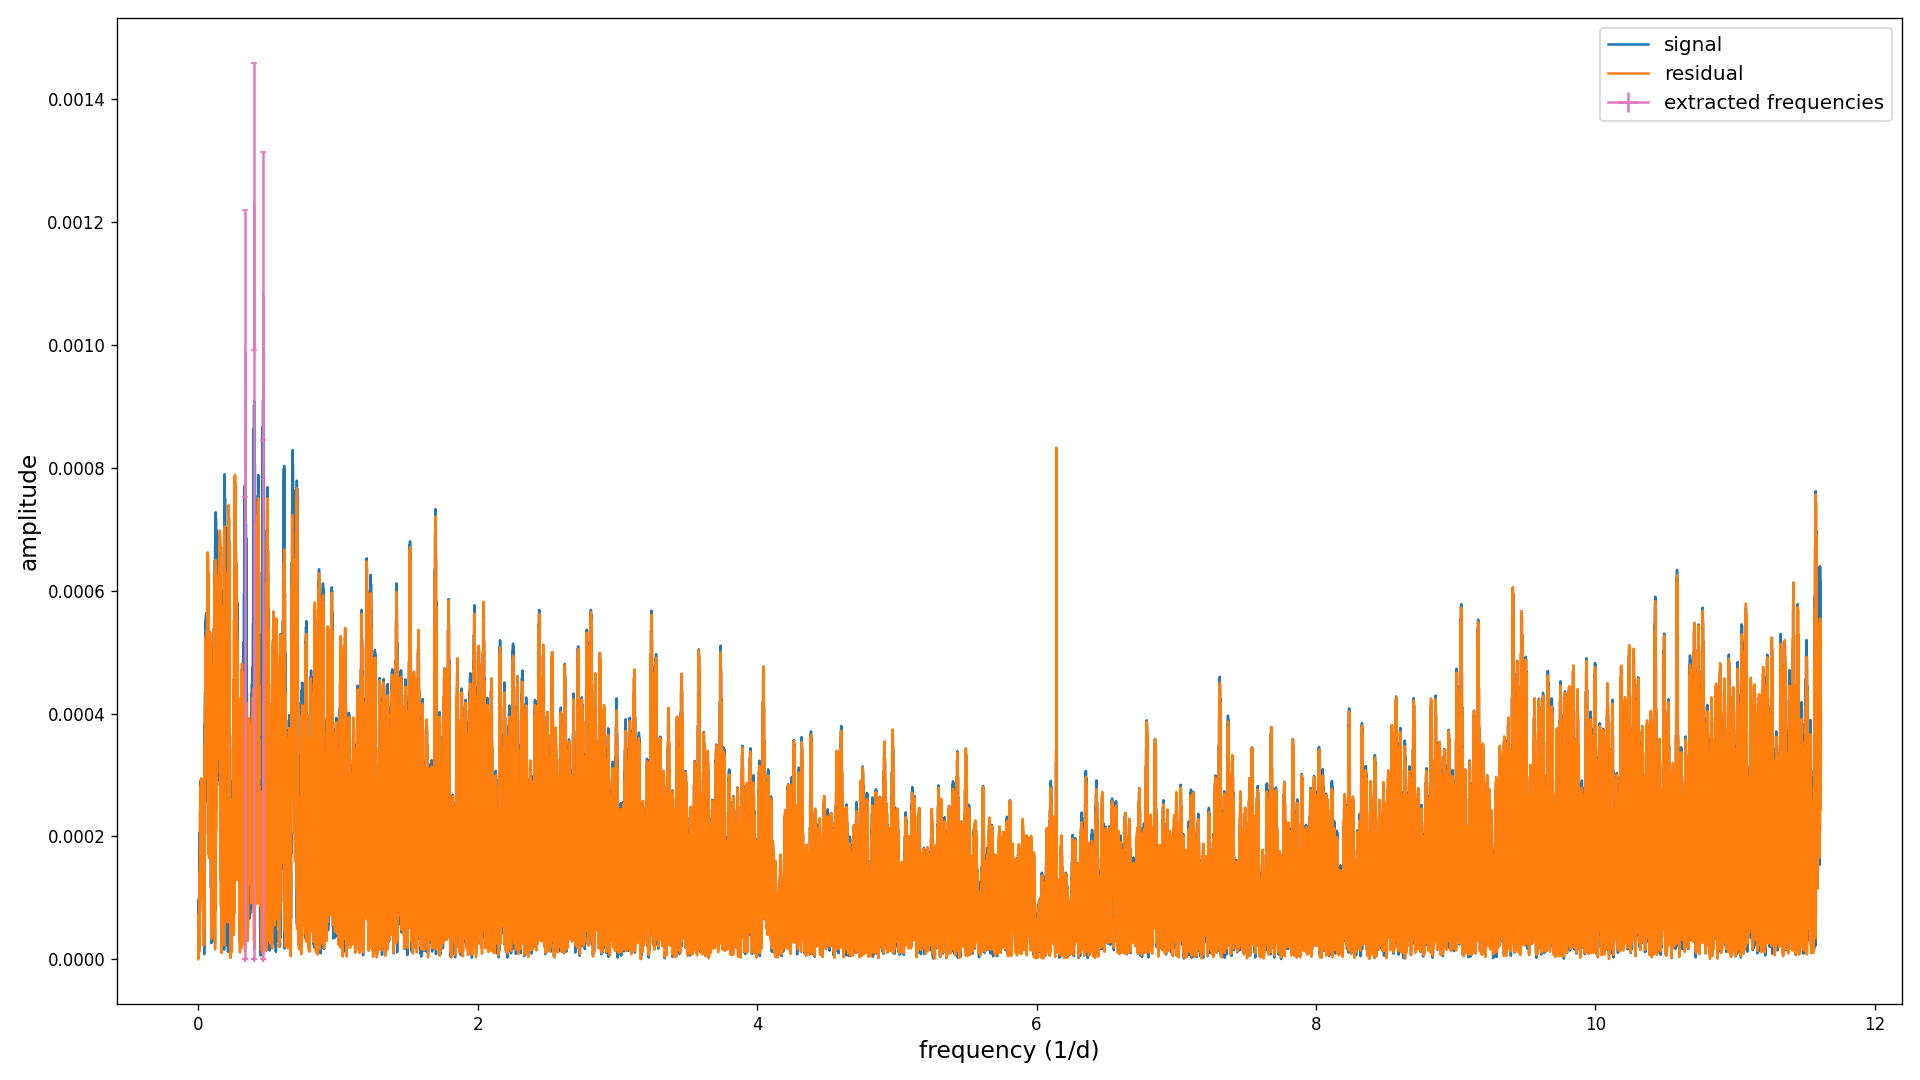 signal
residual
extracted frequencies
amplitude
0.0014
0.0012
0.0010
0.0008
0.0006
0.0004
0.0002
0.0000
0 2 4 6 8 10 12
frequency (1/d)